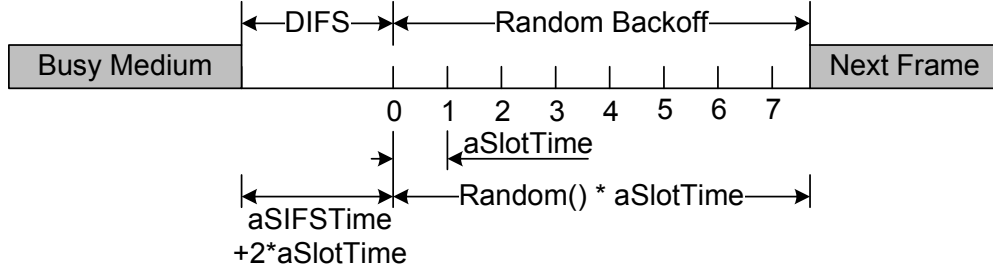 DIFS
Random Backoff
Busy Medium
Next Frame
0 1 2 3 4 5 6 7
aSlotTime
Random() * aSlotTime
aSIFSTime
+2*aSlotTime